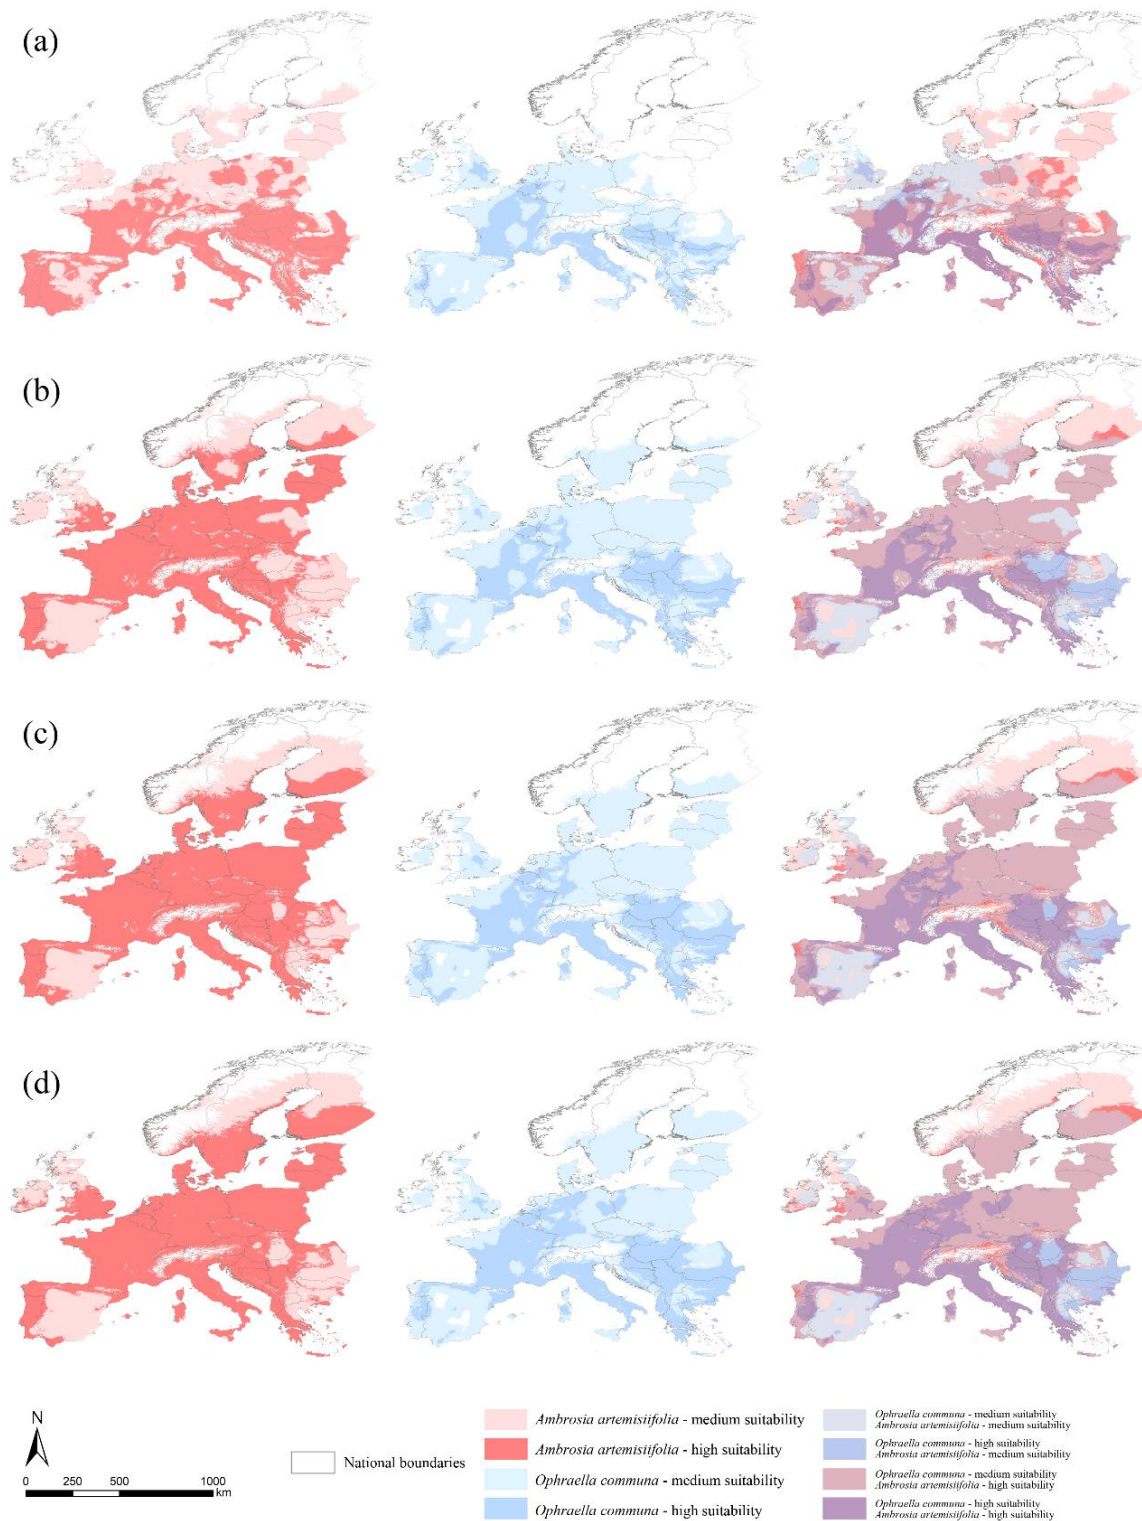 (a)
(b)
(c)
(d)
N
0 250 500 1000
km
National boundaries
Ambrosia artemisiifolia - medium suitability
Ambrosia artemisiifolia - high suitability
Ophraella communa - medium suitability
Ophraella communa - high suitability
Ophraella communa - medium suitability
Ambrosia artemisiifolia - medium suitability
Ophraella communa - high suitability
Ambrosia artemisiifolia - medium suitability
Ophraella communa - medium suitability
Ambrosia artemisiifolia - high suitability
Ophraella communa - high suitability
Ambrosia artemisiifolia - high suitability